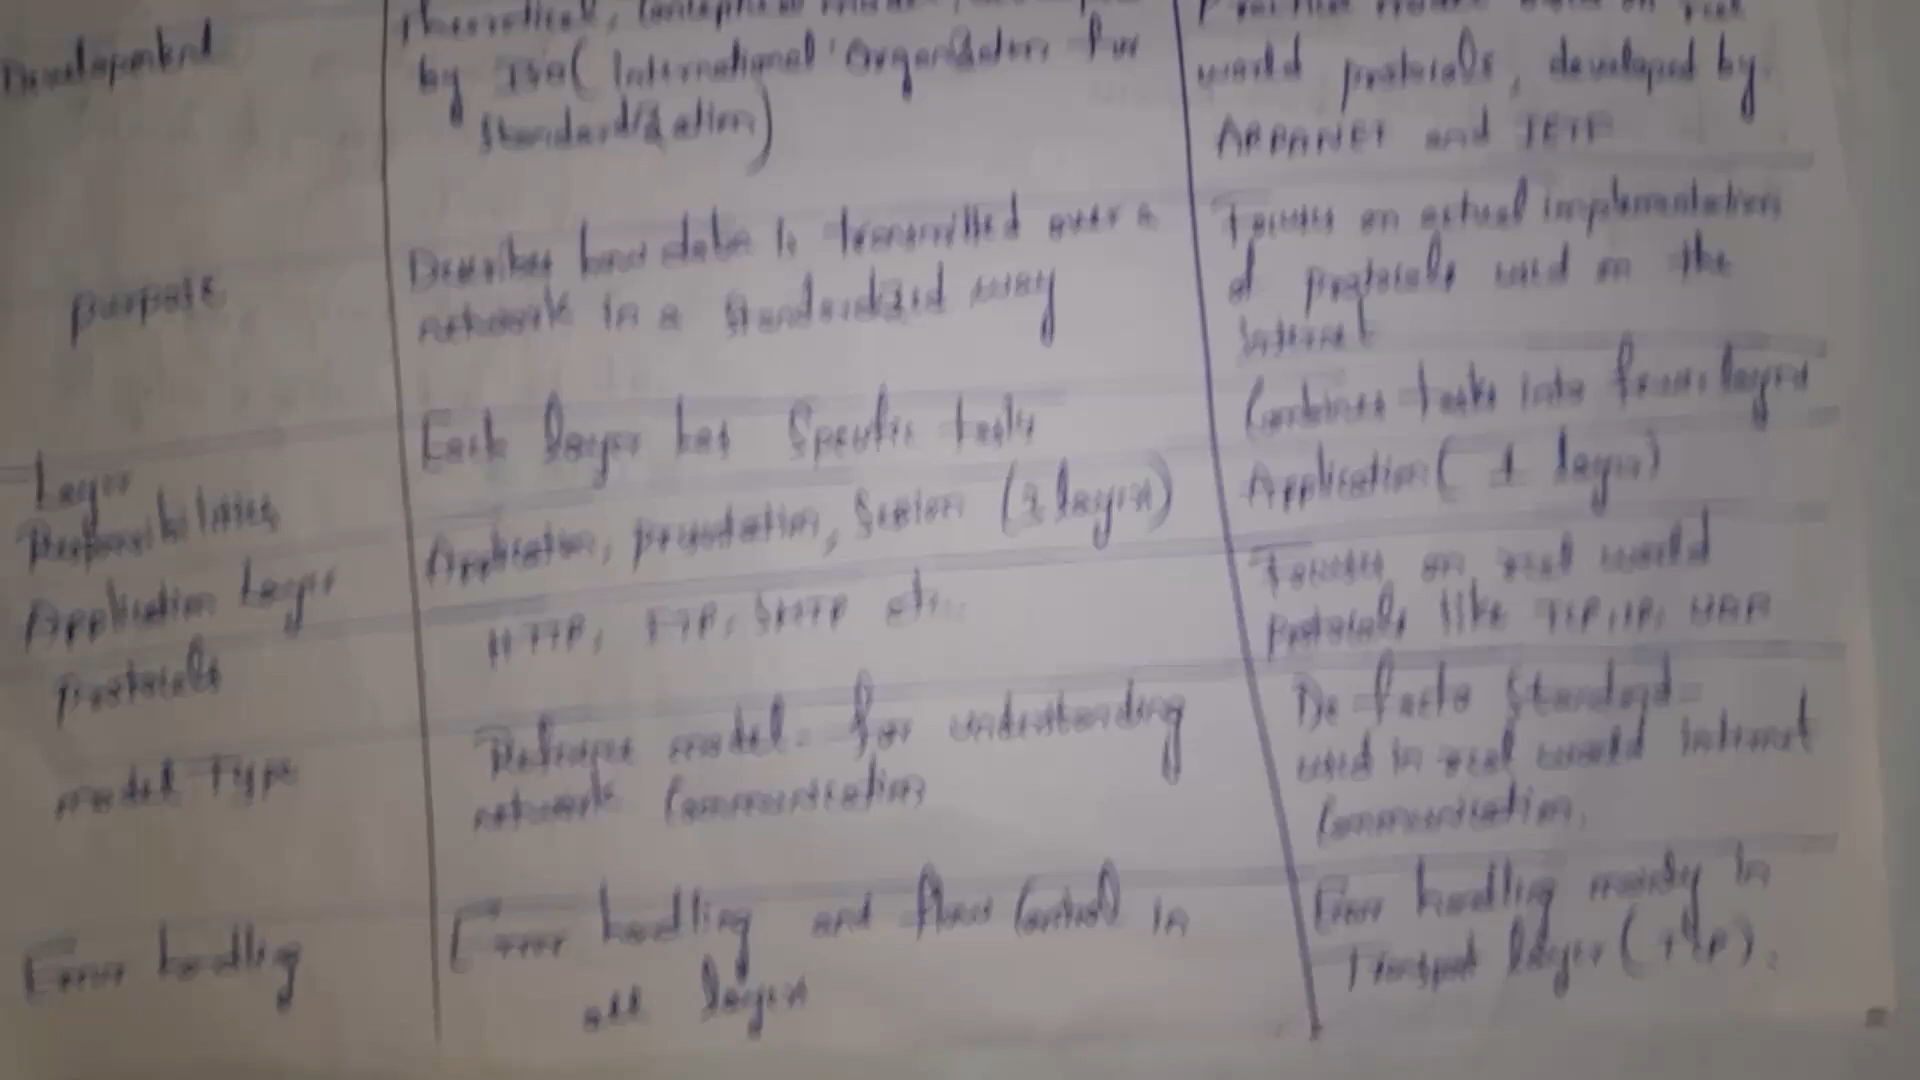 Development
Theoretical, Conceptual model,
by ISO( International Organization for
Standardization)
world protocols, developed by
ARPANET and IETF
purpose
Describes how data is transmitted over a
network in a standardized way
Focuses on actual implementation
of protocols used on the
Internet
Layer
Responsibilities
Each layer has Specific tasks
Combines tasks into fewer layers
Application Layer
Application, presentation, Session (3 layers)
Application( 1 layer)
Protocols
HTTP, FTP, SMTP etc.
Focuses on real world
protocols like TCP, IP, UDP
model Type
Reference model - for understanding
network Communication
De facto Standard -
used in real world internet
Communication.
Error handling
Error handling and flow Control in
all layers
Error handling mainly in
Transport layer (TCP).